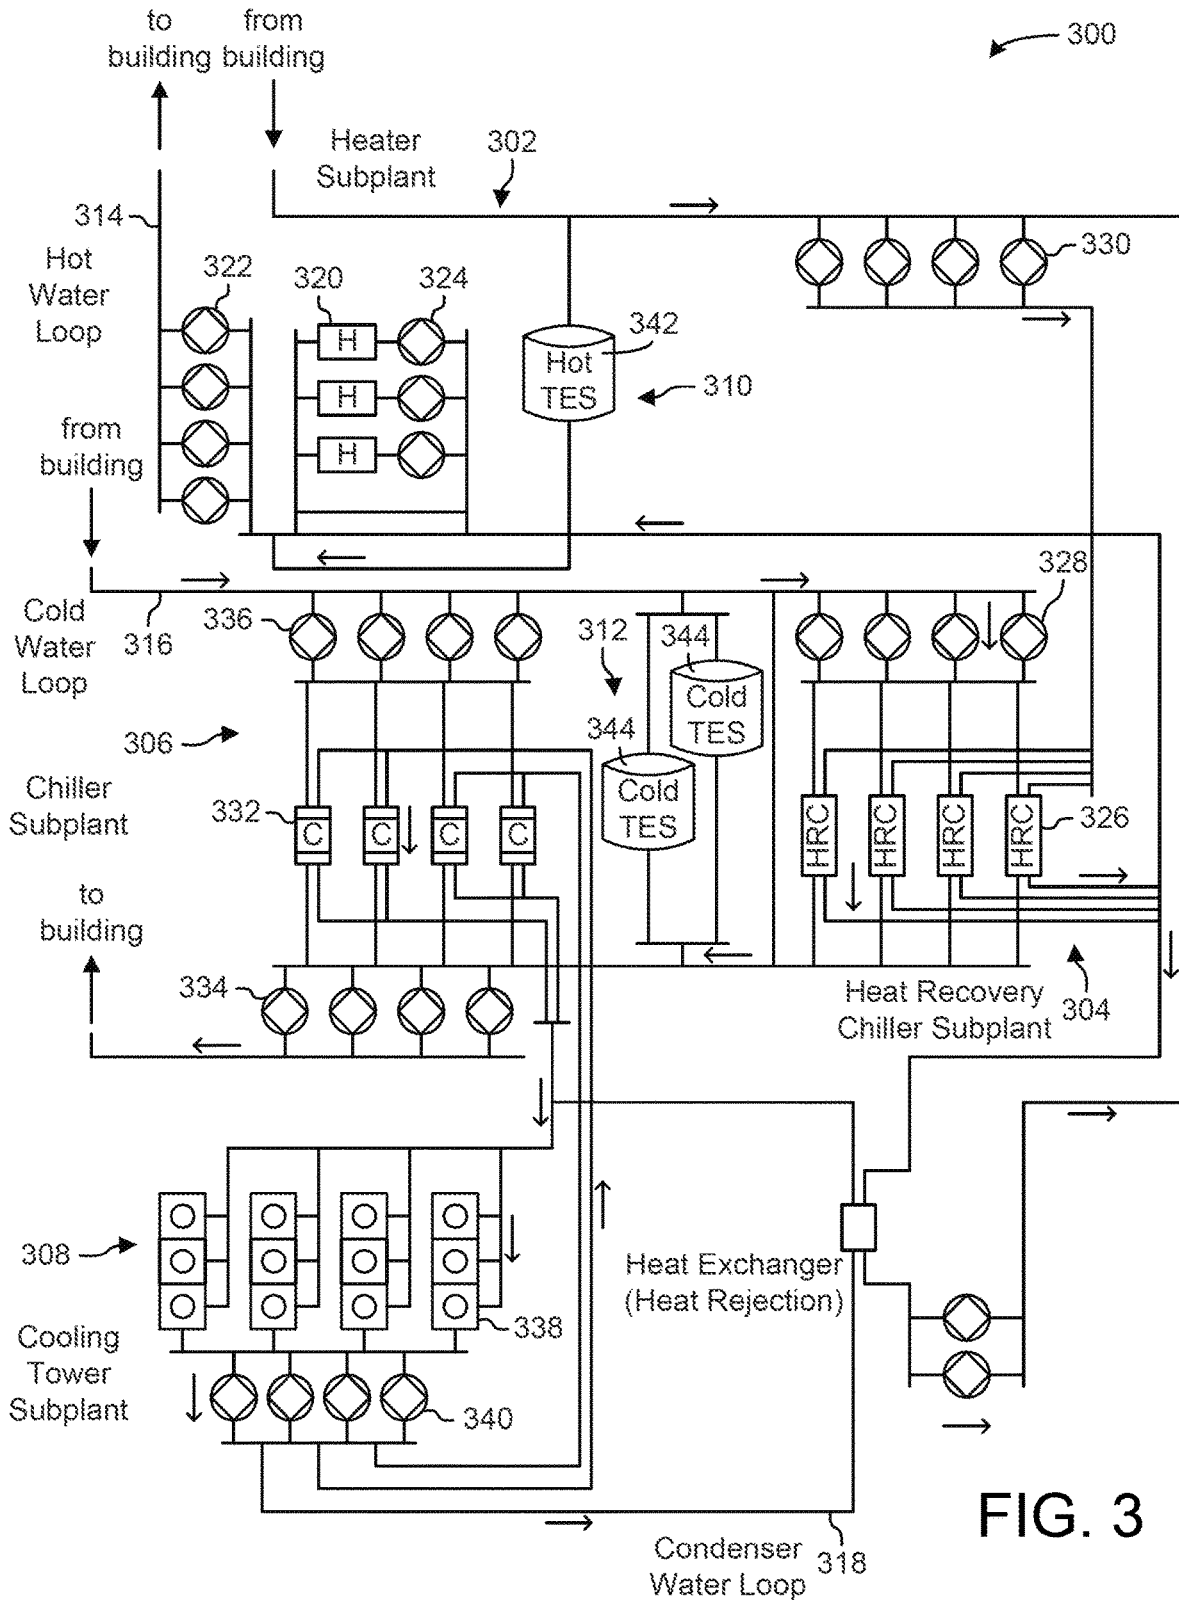 to
building
from
building
300
Heater
Subplant
302
314
Hot
Water
Loop
322
320
324
330
H
H
H
342
Hot
TES
310
from
building
328
Cold
Water
Loop
316
336
312
344
Cold
TES
344
Cold
TES
306
Chiller
Subplant
332
C
C
C
C
HRC
HRC
HRC
HRC
326
to
building
334
Heat Recovery
Chiller Subplant
304
308
Heat Exchanger
(Heat Rejection)
338
Cooling
Tower
Subplant
340
Condenser
Water Loop
318
FIG. 3